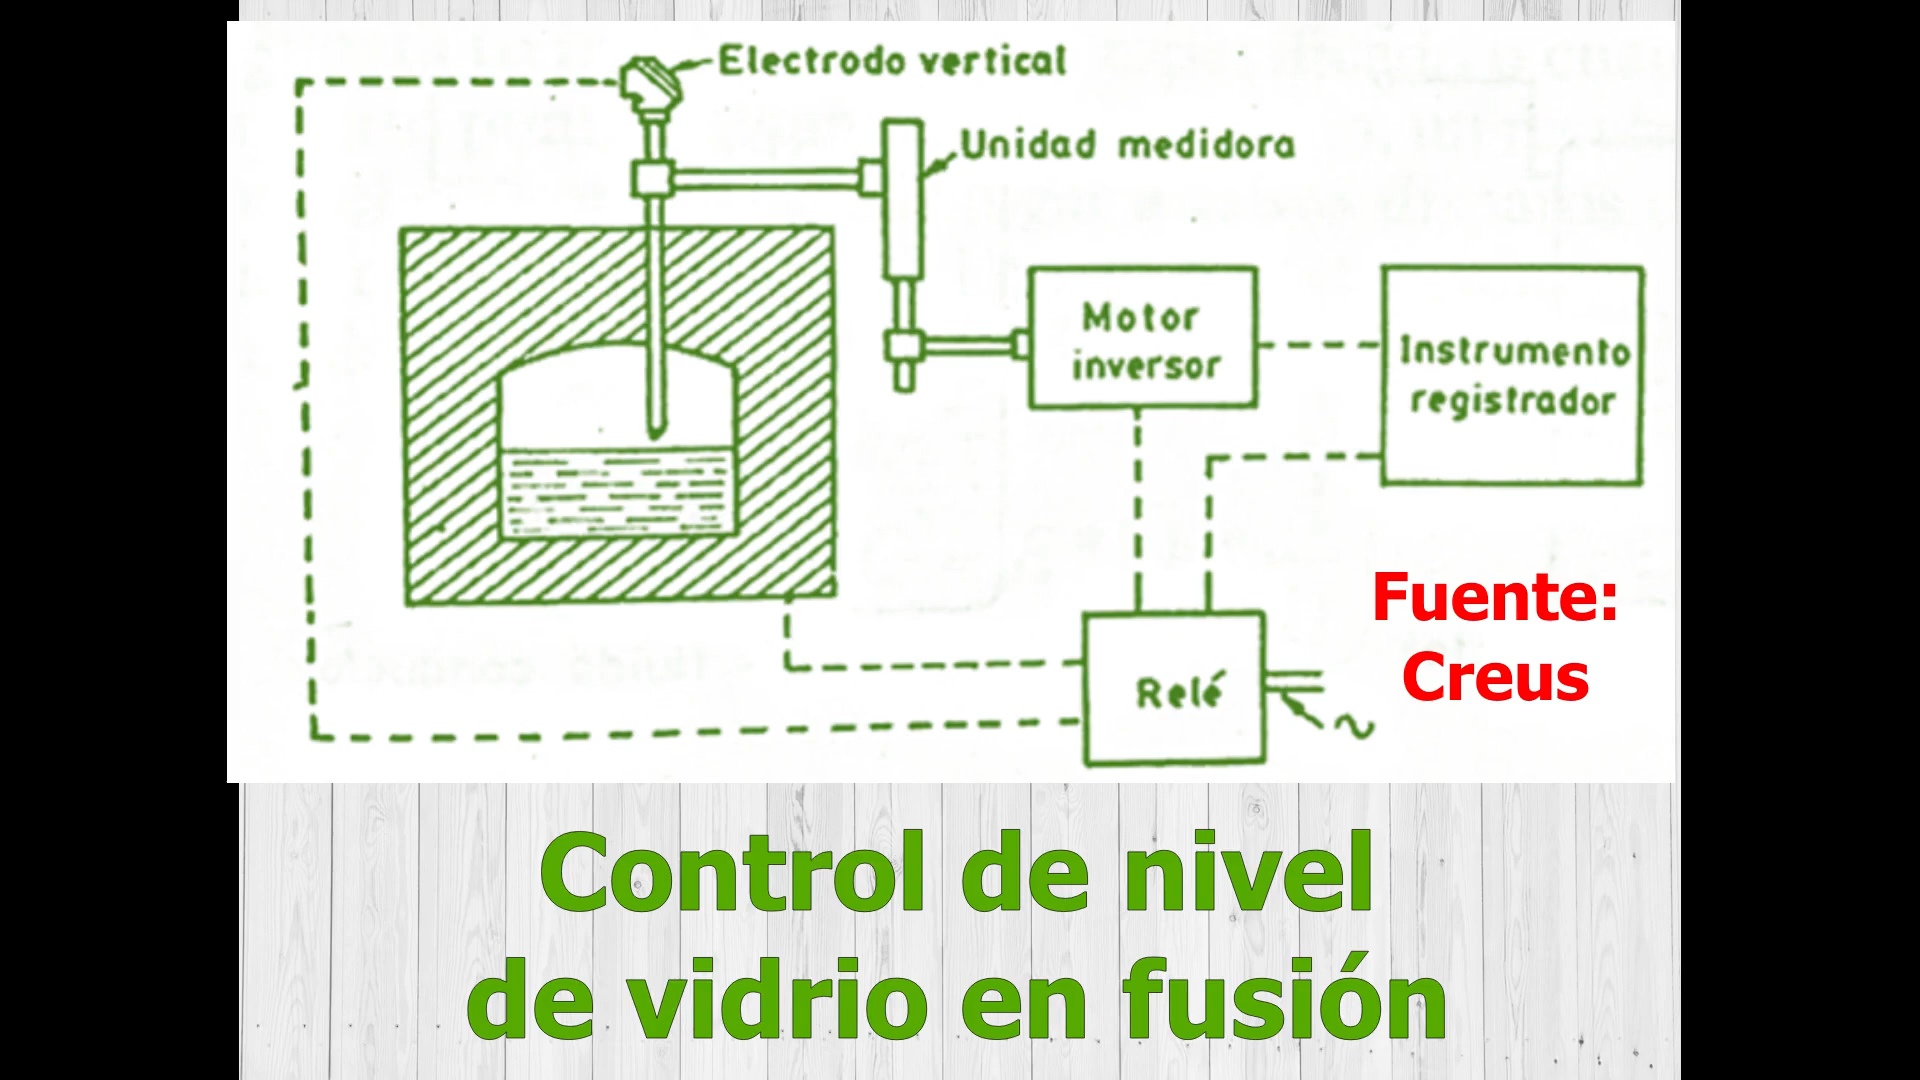 Electrodo vertical
Unidad medidora
Motor
inversor
Instrumento
registrador
Relé
Fuente:
Creus
Control de nivel
de vidrio en fusión